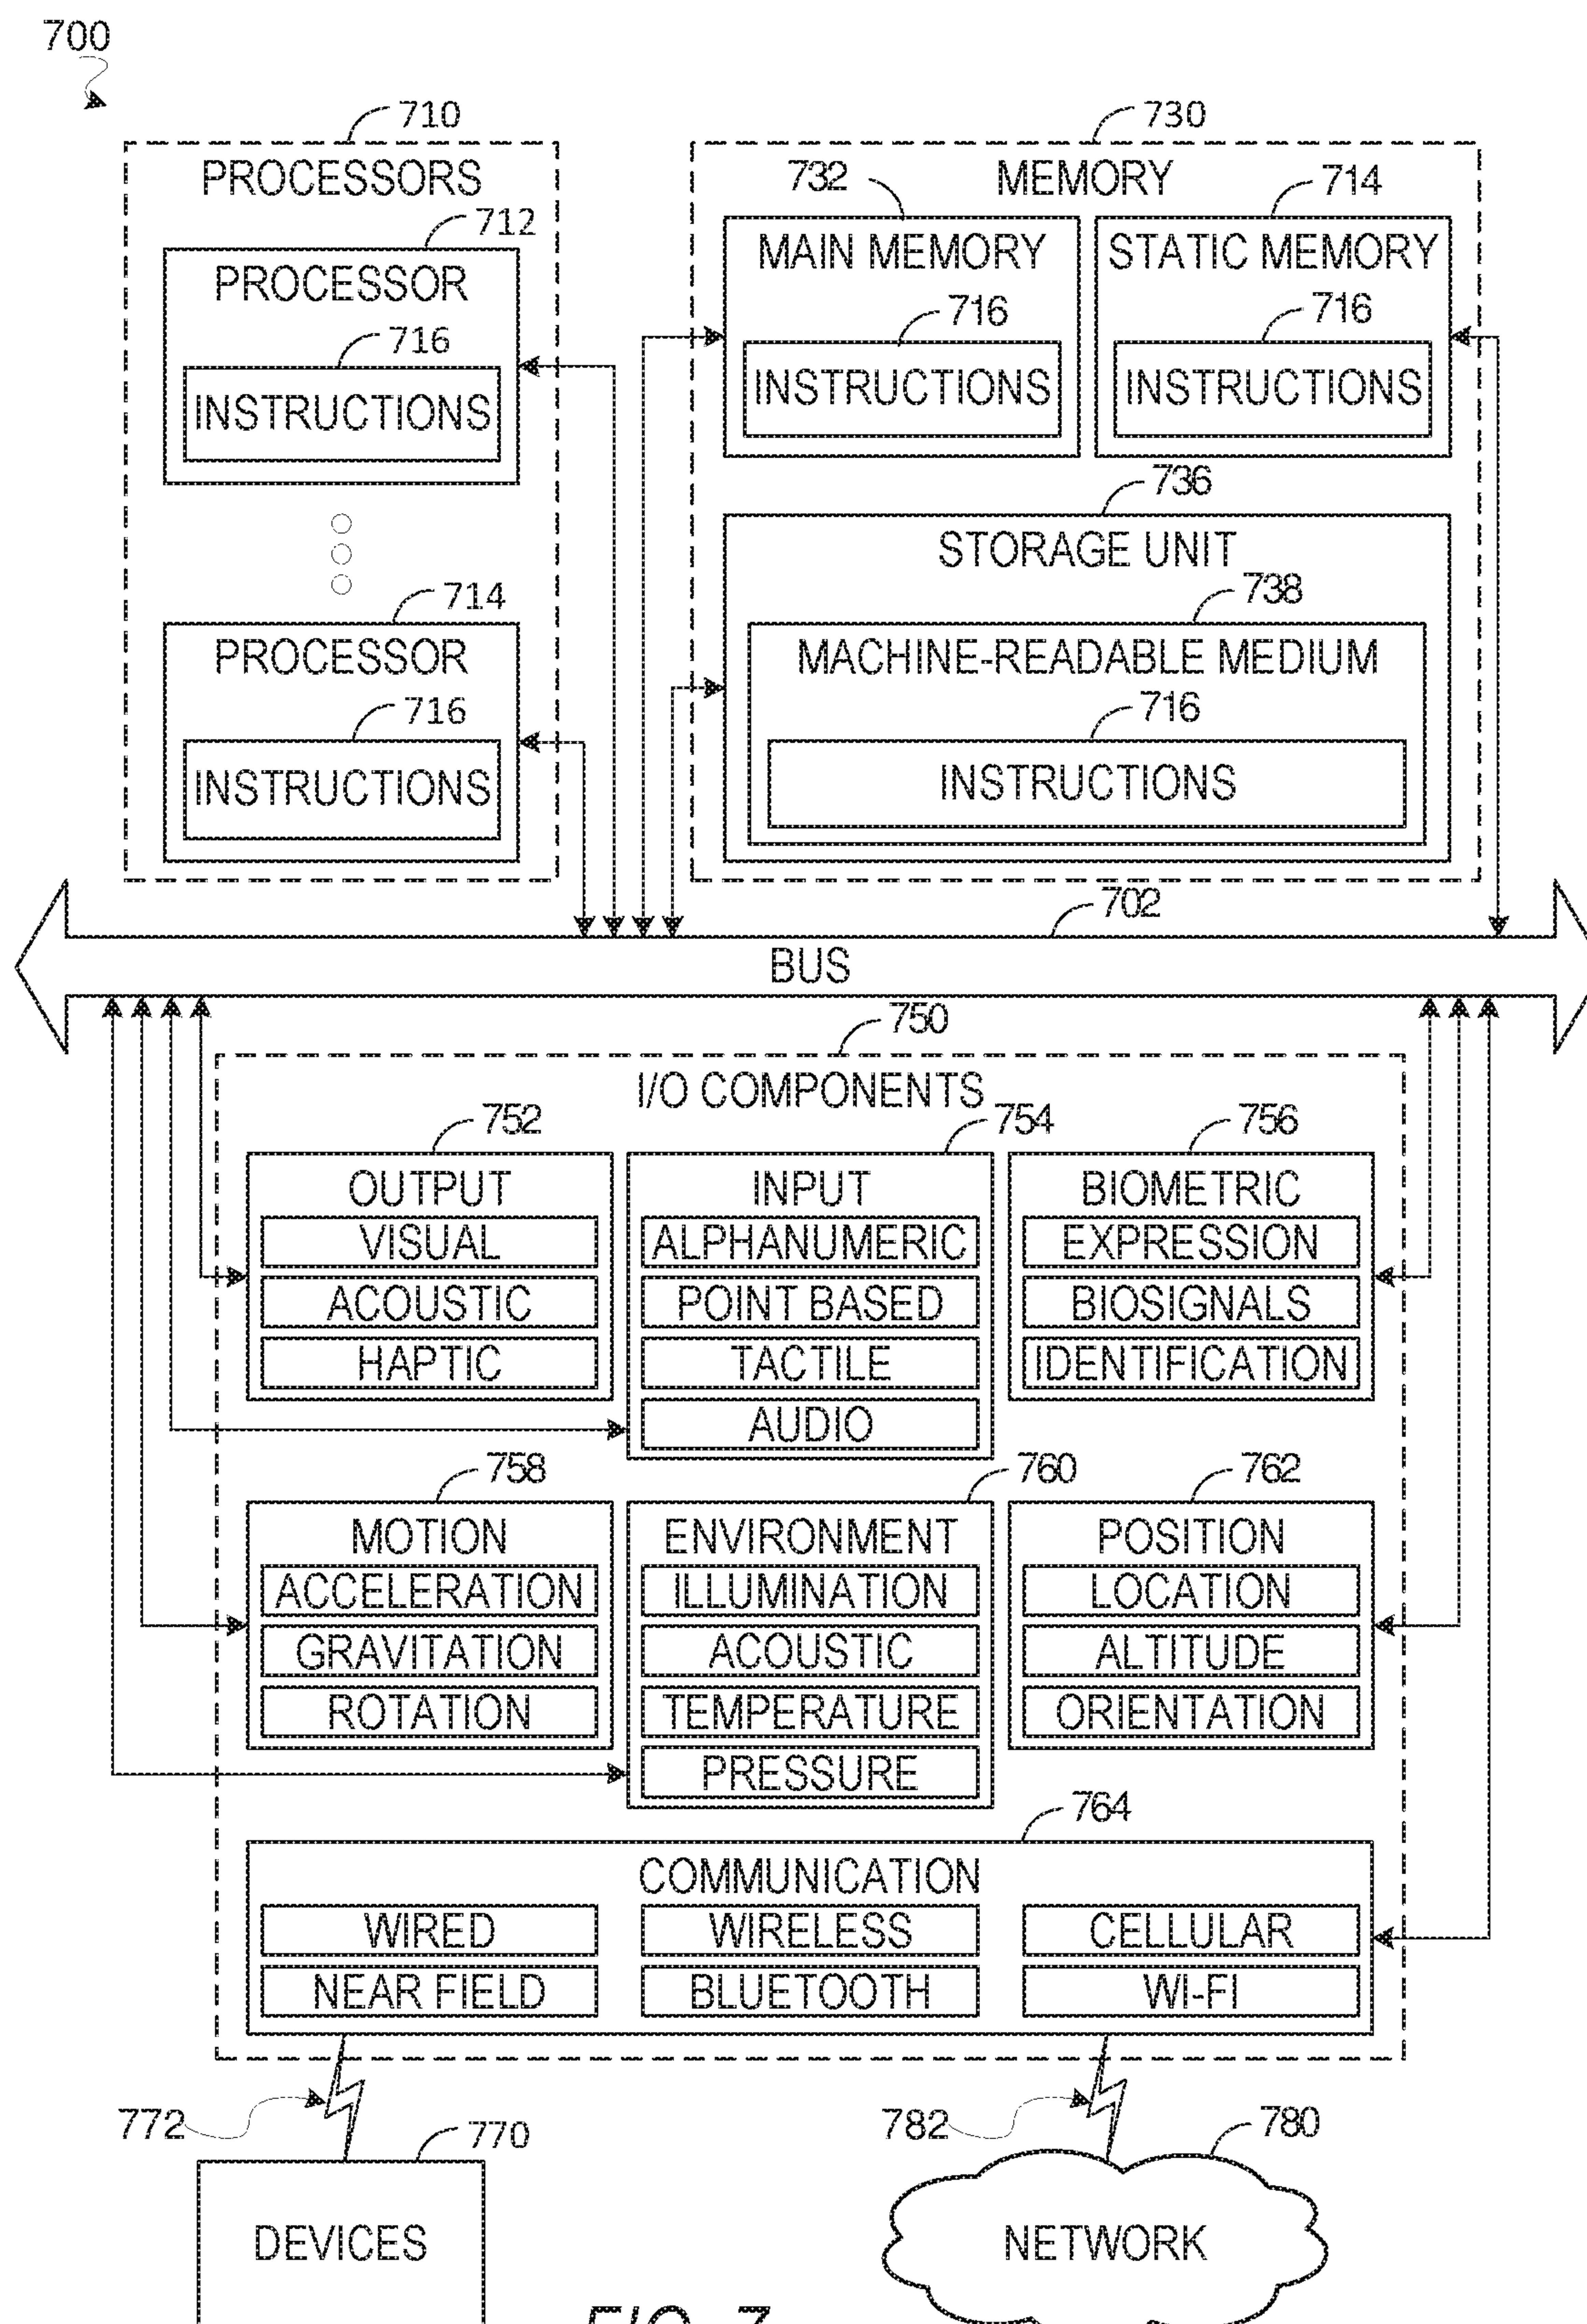 700
710
PROCESSORS
712
PROCESSOR
716
INSTRUCTIONS
714
PROCESSOR
716
INSTRUCTIONS
730
MEMORY
732
MAIN MEMORY
716
INSTRUCTIONS
714
STATIC MEMORY
716
INSTRUCTIONS
736
STORAGE UNIT
738
MACHINE-READABLE MEDIUM
716
INSTRUCTIONS
702
BUS
750
I/O COMPONENTS
752
OUTPUT
VISUAL
ACOUSTIC
HAPTIC
754
INPUT
ALPHANUMERIC
POINT BASED
TACTILE
AUDIO
756
BIOMETRIC
EXPRESSION
BIOSIGNALS
IDENTIFICATION
758
MOTION
ACCELERATION
GRAVITATION
ROTATION
760
ENVIRONMENT
ILLUMINATION
ACOUSTIC
TEMPERATURE
PRESSURE
762
POSITION
LOCATION
ALTITUDE
ORIENTATION
764
COMMUNICATION
WIRED
WIRELESS
CELLULAR
NEAR FIELD
BLUETOOTH
WI-FI
772
770
DEVICES
782
780
NETWORK
FIG. 7